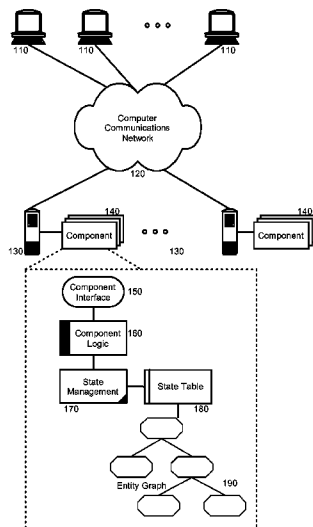 110
110
110
Computer
Communications
Network
120
140
Component
130
130
140
Component
Component
Interface
150
Component
Logic
160
State
Management
170
State Table
180
Entity Graph
190